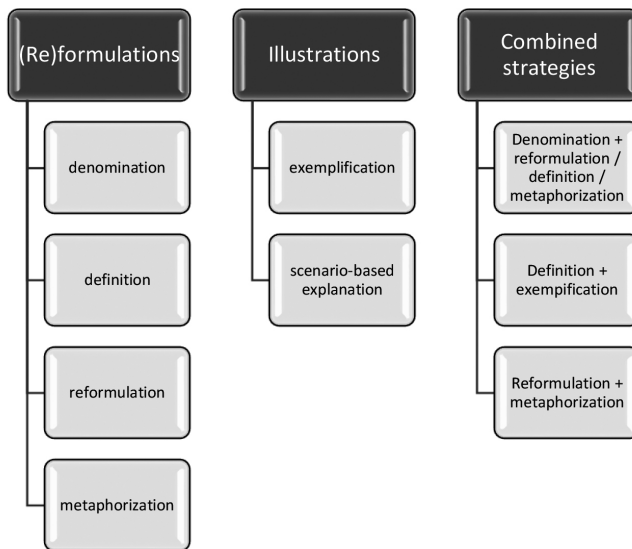 (Re)formulations
denomination
definition
reformulation
metaphorization
Illustrations
exemplification
scenario-based
explanation
Combined
strategies
Denomination +
reformulation /
definition /
metaphorization
Definition +
exempification
Reformulation +
metaphorization